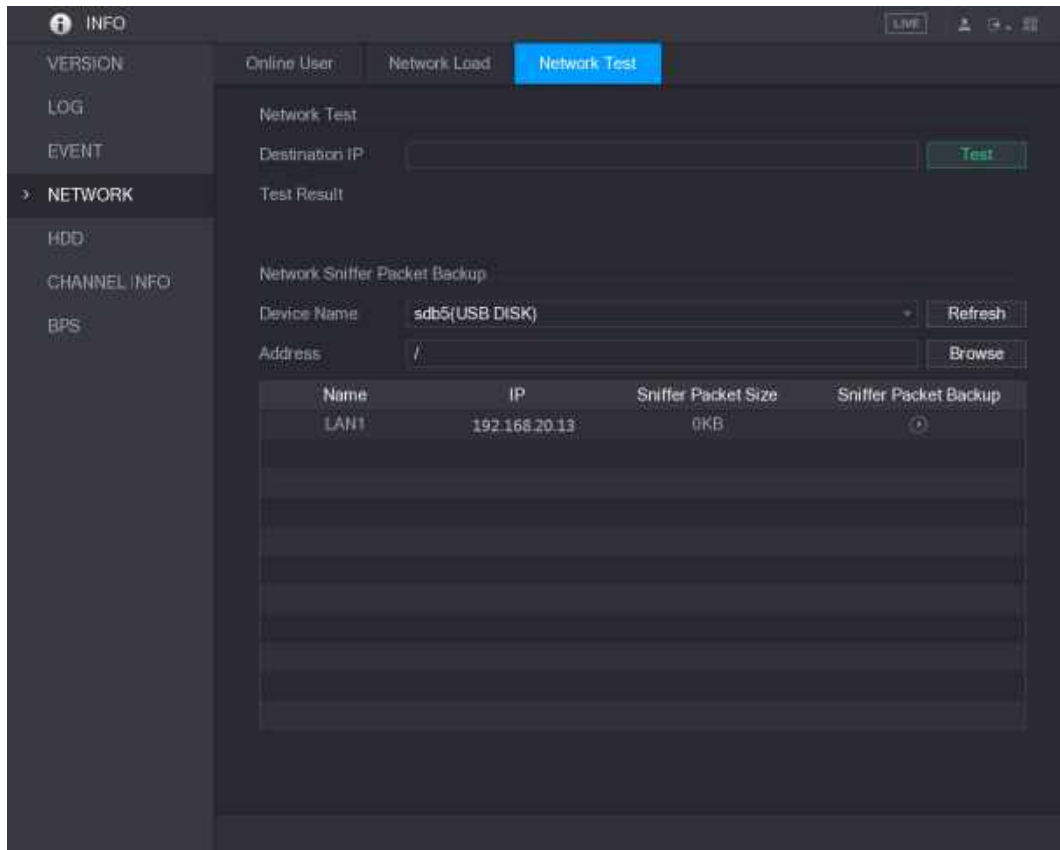 INFO
LIVE
VERSION
LOG
EVENT
> NETWORK
HDD
CHANNEL INFO
BPS
Online User Network Load Network Test
Network Test
Destination IP Test
Test Result
Network Sniffer Packet Backup
Device Name sdb5(USB DISK) Refresh
Address / Browse
Name IP Sniffer Packet Size Sniffer Packet Backup
LAN1 192.168.20.13 0KB